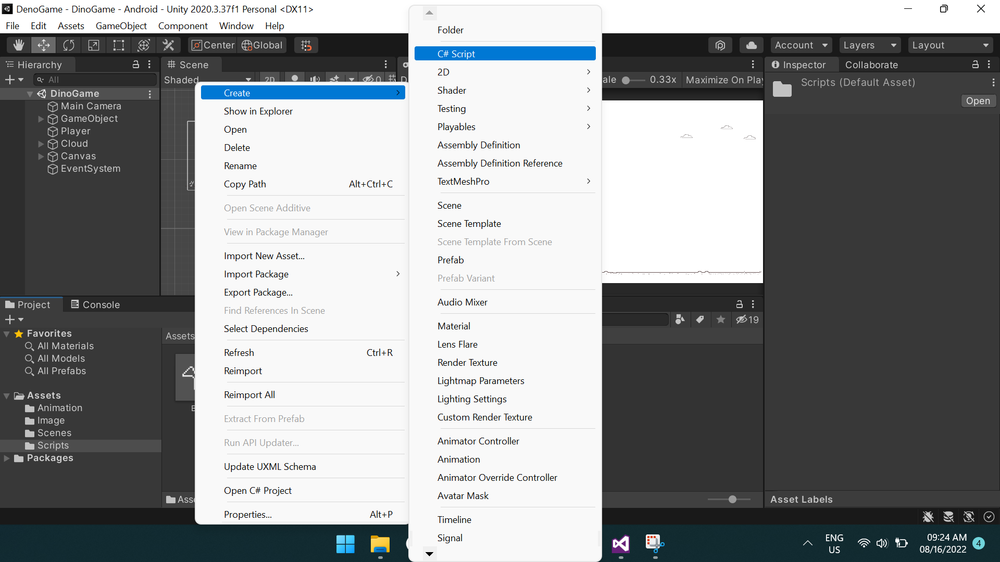 DenoGame - DinoGame - Android - Unity 2020.3.37f1 Personal <DX11>
File Edit Assets GameObject Component Window Help
Center Global
Account Layers Layout
Hierarchy
All
DinoGame
Main Camera
GameObject
Player
Cloud
Canvas
EventSystem
Scene
Shaded 2D 0 D
ale 0.33x Maximize On Play
Inspector Collaborate
Scripts (Default Asset)
Open
Create
Show in Explorer
Open
Delete
Rename
Copy Path Alt+Ctrl+C
Open Scene Additive
View in Package Manager
Import New Asset...
Import Package
Export Package...
Find References In Scene
Select Dependencies
Refresh Ctrl+R
Reimport
Reimport All
Extract From Prefab
Run API Updater...
Update UXML Schema
Open C# Project
Properties... Alt+P
Folder
C# Script
2D
Shader
Testing
Playables
Assembly Definition
Assembly Definition Reference
TextMeshPro
Scene
Scene Template
Scene Template From Scene
Prefab
Prefab Variant
Audio Mixer
Material
Lens Flare
Render Texture
Lightmap Parameters
Lighting Settings
Custom Render Texture
Animator Controller
Animation
Animator Override Controller
Avatar Mask
Timeline
Signal
Project Console
19
Favorites
All Materials
All Models
All Prefabs
Assets
Animation
Image
Scenes
Scripts
Packages
Assets
B
Asse
Asset Labels
ENG
US
09:24 AM
08/16/2022
4